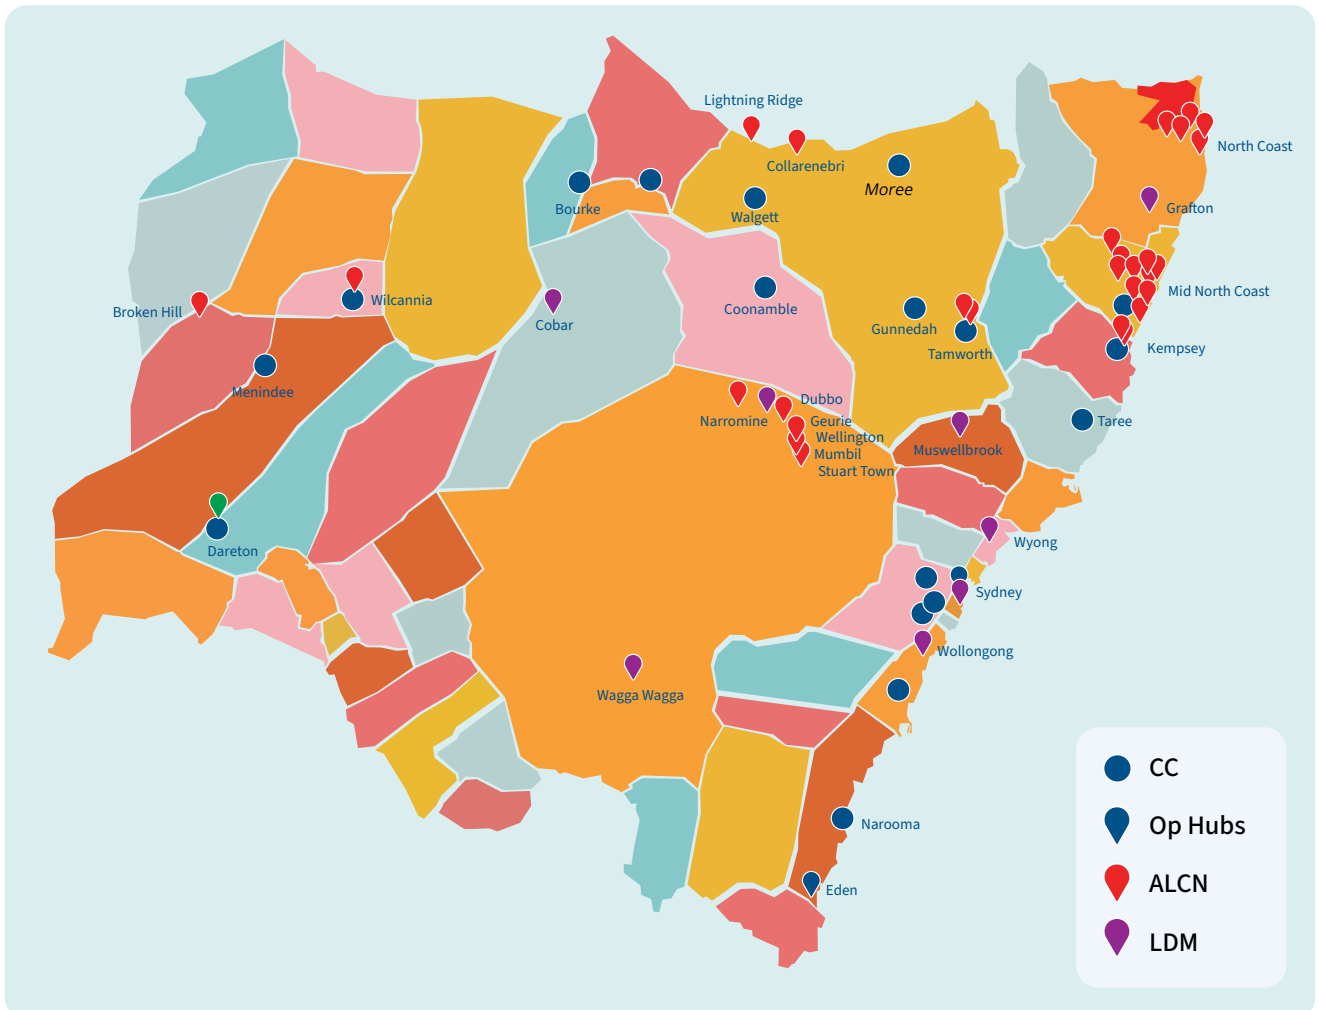 Lightning Ridge
North Coast
Collarenebri
Moree
Bourke
Walgett
Grafton
Mid North Coast
Broken Hill
Wilcannia
Cobar
Coonamble
Gunnedah
Tamworth
Kempsey
Menindee
Dubbo
Narromine
Geurie
Taree
Wellington
Muswellbrook
Mumbil
Stuart Town
Dareton
Wyong
Sydney
Wollongong
Wagga Wagga
Narooma
Eden
CC
Op Hubs
ALCN
LDM